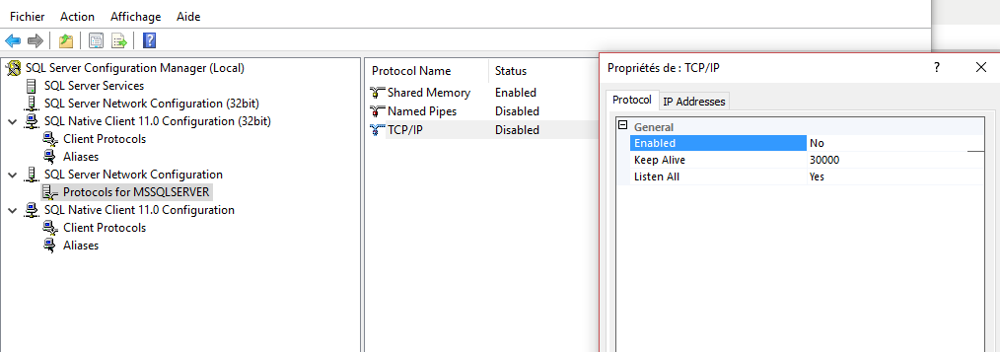 Fichier Action Affichage Aide
SQL Server Configuration Manager (Local)
SQL Server Services
SQL Server Network Configuration (32bit)
SQL Native Client 11.0 Configuration (32bit)
Client Protocols
Aliases
SQL Server Network Configuration
Protocols for MSSQLSERVER
SQL Native Client 11.0 Configuration
Client Protocols
Aliases
Protocol Name Status
Shared Memory Enabled
Named Pipes Disabled
TCP/IP Disabled
Propriétés de : TCP/IP ?
Protocol IP Addresses
General
Enabled No
Keep Alive 30000
Listen All Yes